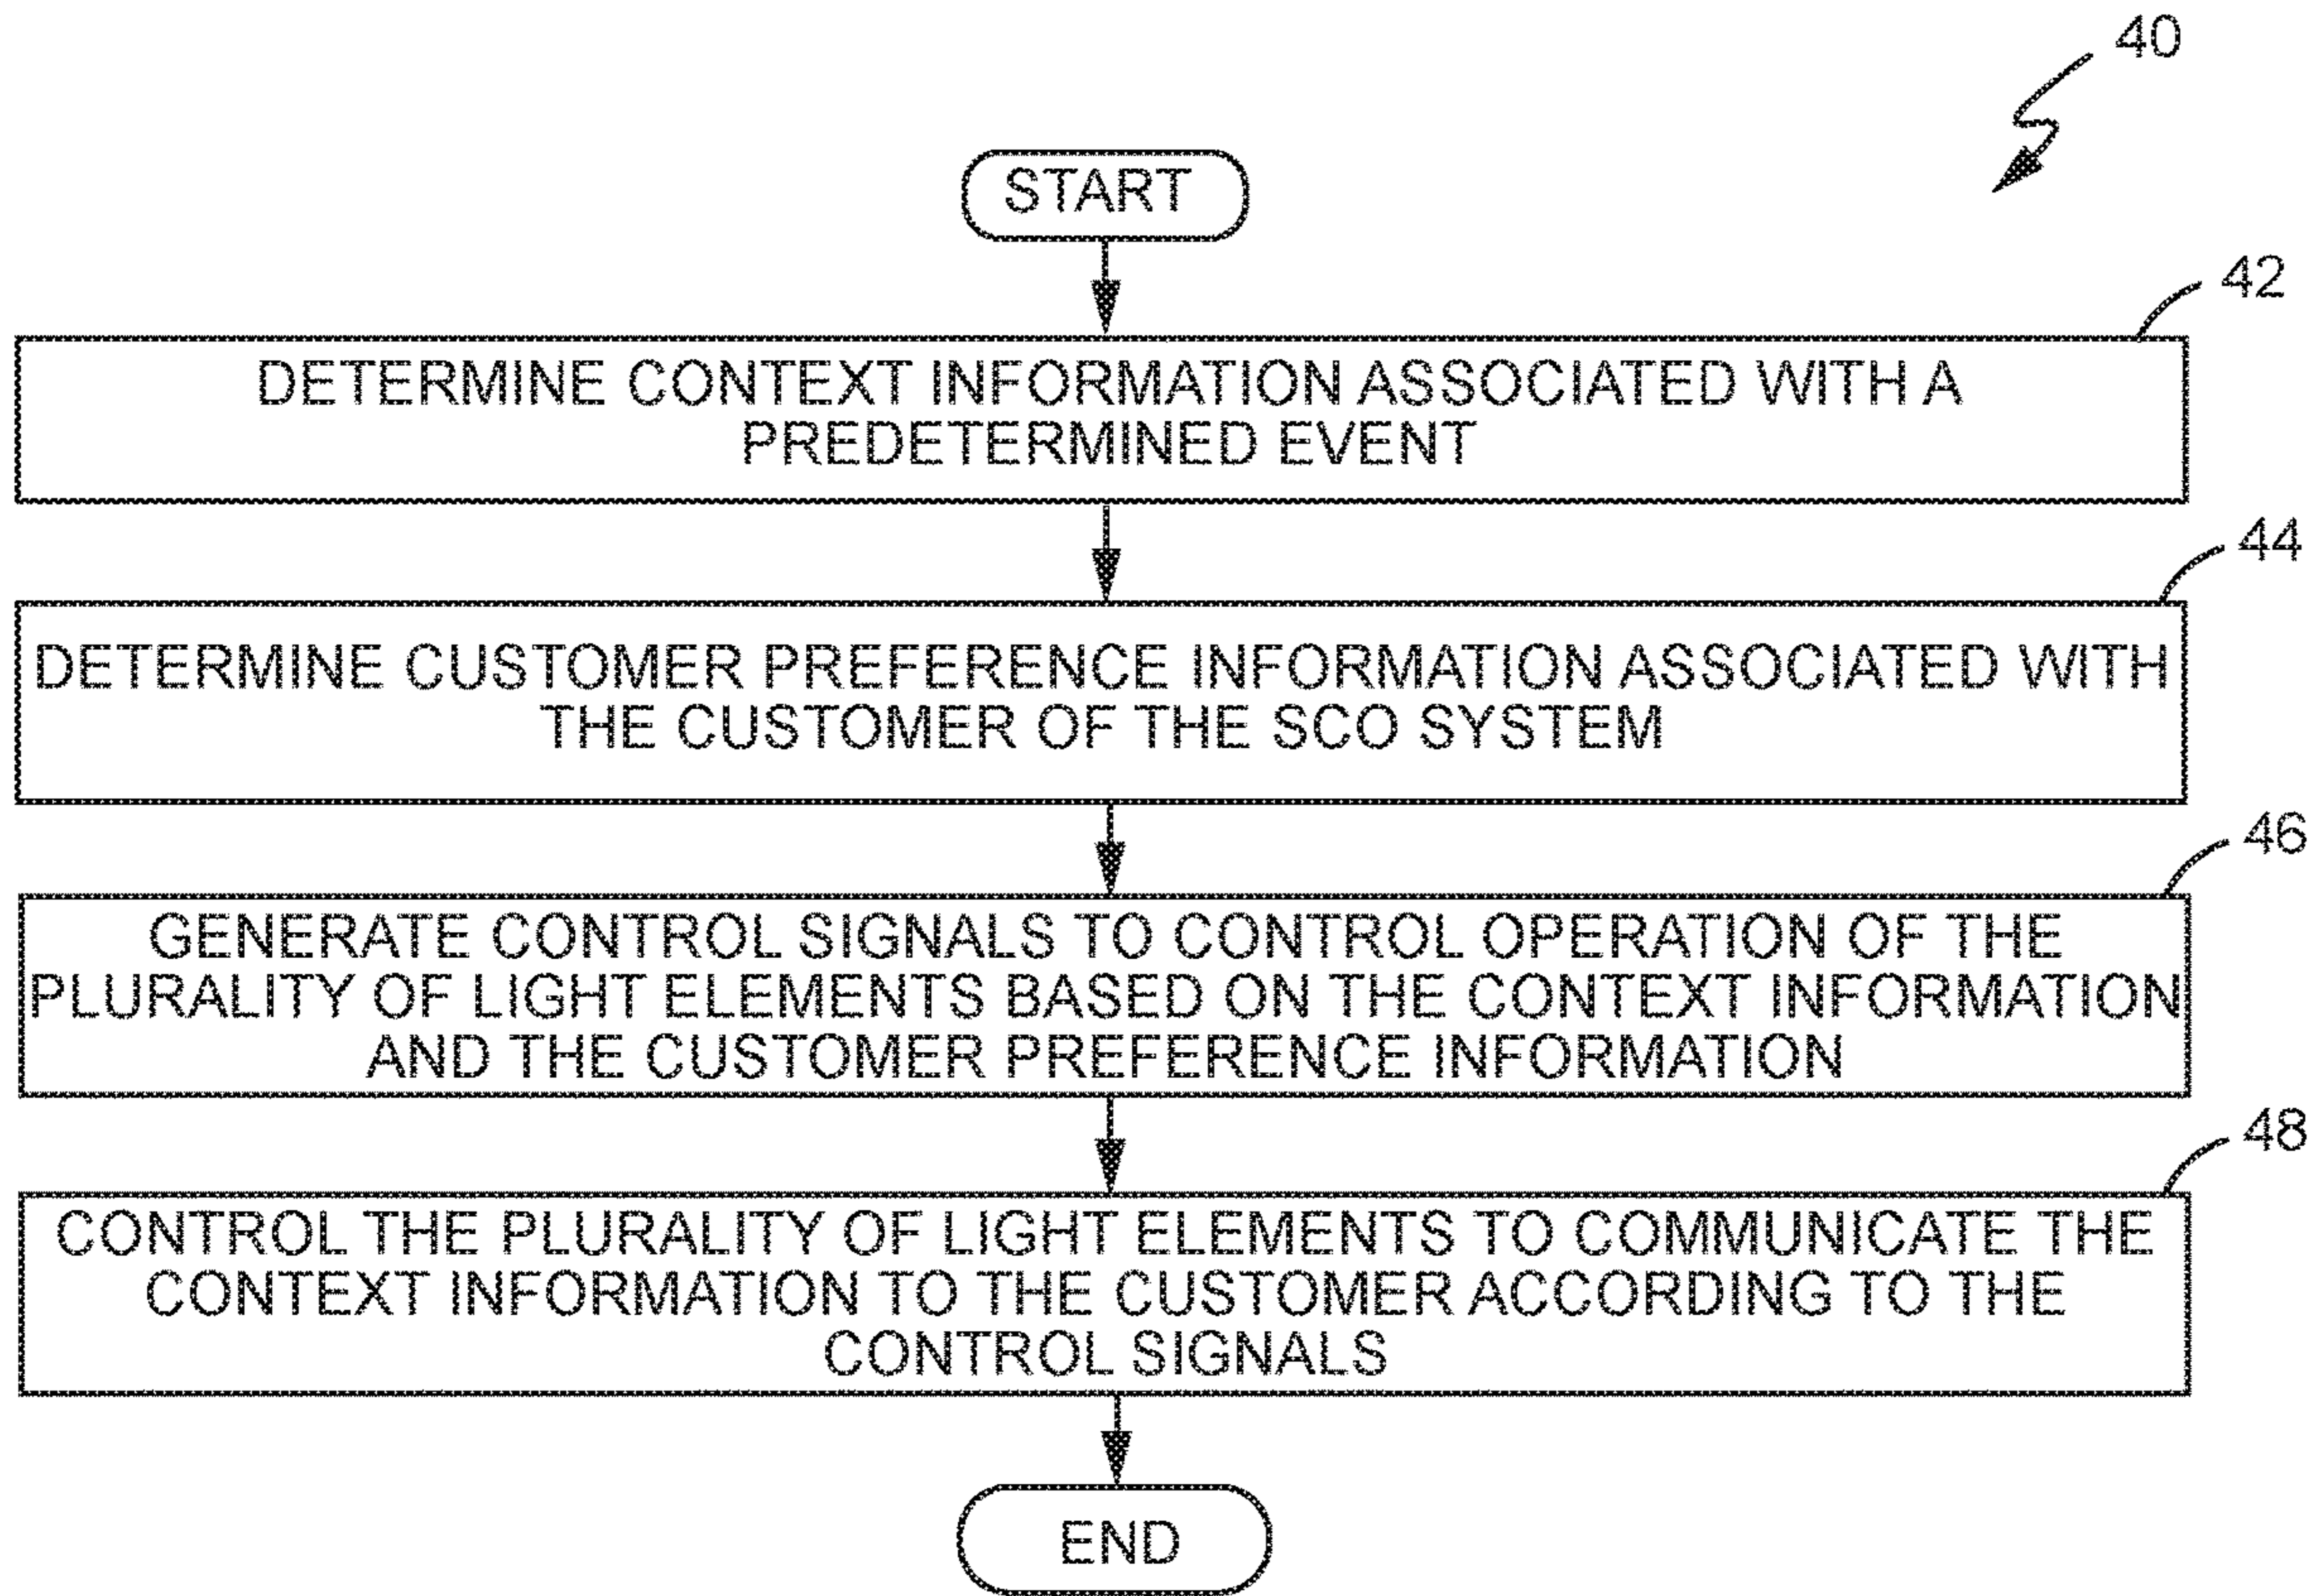 40
START
42
DETERMINE CONTEXT INFORMATION ASSOCIATED WITH A
PREDETERMINED EVENT
44
DETERMINE CUSTOMER PREFERENCE INFORMATION ASSOCIATED WITH
THE CUSTOMER OF THE SCO SYSTEM
46
GENERATE CONTROL SIGNALS TO CONTROL OPERATION OF THE
PLURALITY OF LIGHT ELEMENTS BASED ON THE CONTEXT INFORMATION
AND THE CUSTOMER PREFERENCE INFORMATION
48
CONTROL THE PLURALITY OF LIGHT ELEMENTS TO COMMUNICATE THE
CONTEXT INFORMATION TO THE CUSTOMER ACCORDING TO THE
CONTROL SIGNALS
END